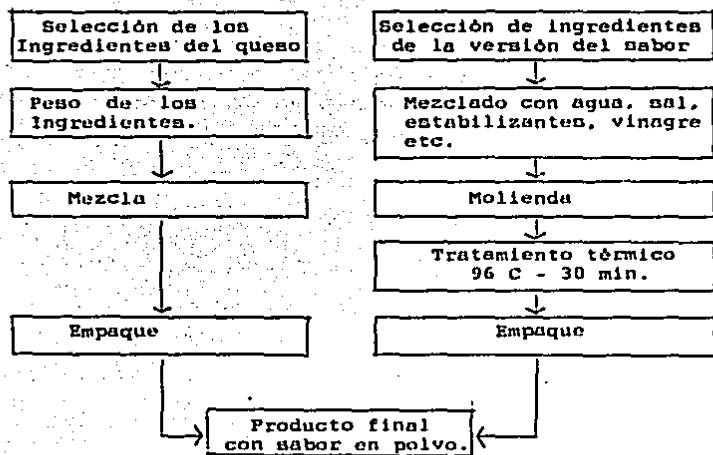 Selección de los
Ingredientes del queso
Peso de los
Ingredientes.
Mezcla
Empaque
Selección de ingredientes
de la versión del sabor
Mezclado con agua, sal,
estabilizantes, vinagre
etc.
Molienda
Tratamiento térmico
96 C - 30 min.
Empaque
Producto final
con sabor en polvo.